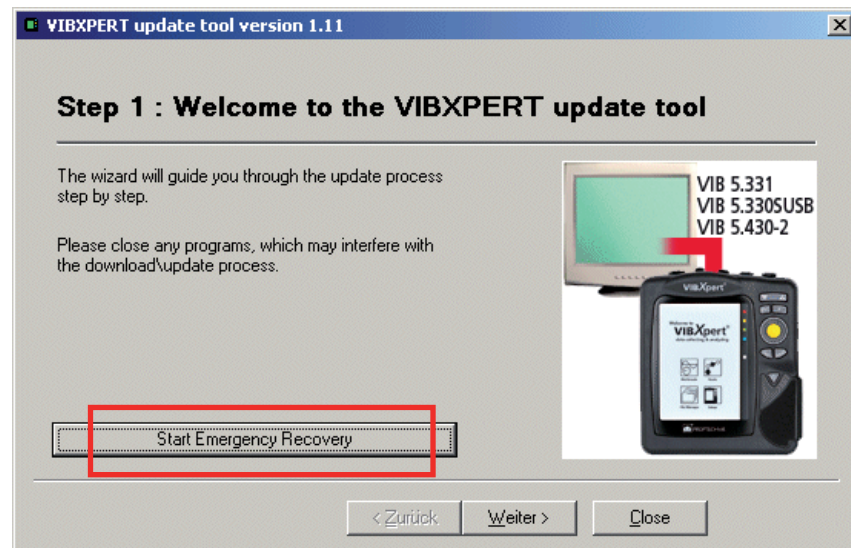 VIBXPERT update tool version 1.11
Step 1 : Welcome to the VIBXPERT update tool
The wizard will guide you through the update process
step by step.
Please close any programs, which may interfere with
the download\update process.
VIB 5.331
VIB 5.330SUSB
VIB 5.430-2
VIBXpert
VIBXpert
Start Emergency Recovery
< Zurück
Weiter >
Close